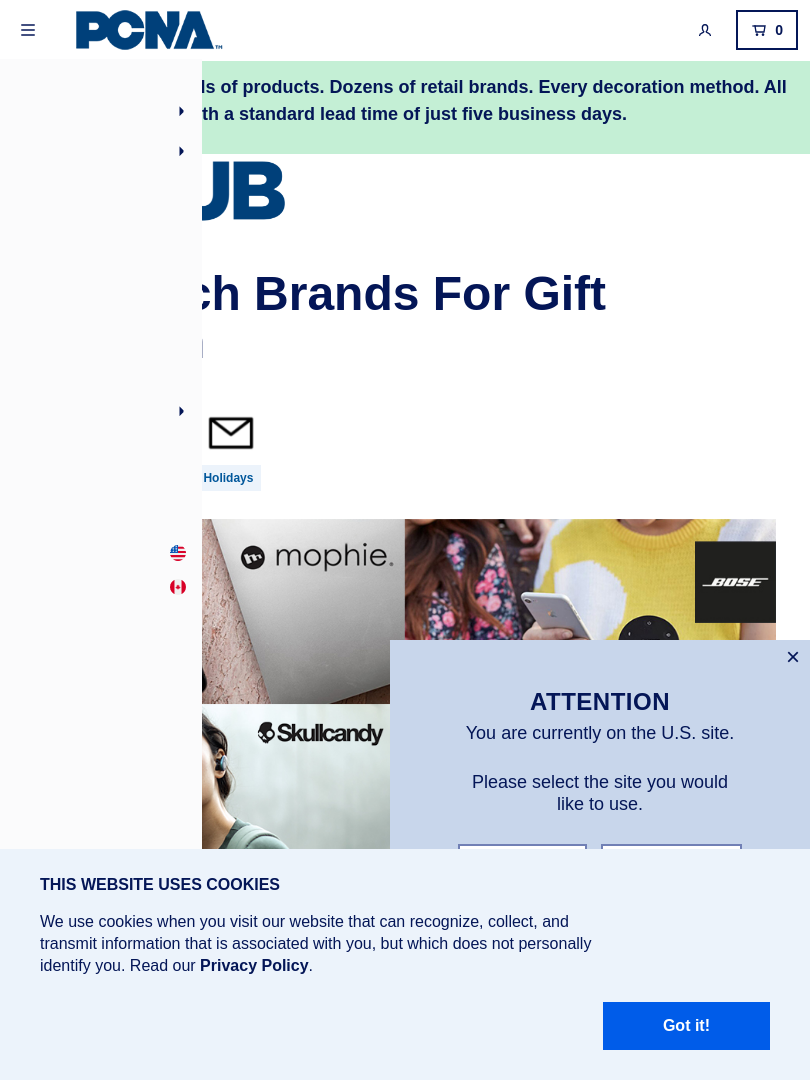 PCNA™
0
ls of products. Dozens of retail brands. Every decoration method. All
th a standard lead time of just five business days.
UB
ch Brands For Gift
Holidays
mophie.
BOSE
Skullcandy
×
ATTENTION
You are currently on the U.S. site.
Please select the site you would
like to use.
THIS WEBSITE USES COOKIES
We use cookies when you visit our website that can recognize, collect, and
transmit information that is associated with you, but which does not personally
identify you. Read our Privacy Policy.
Got it!